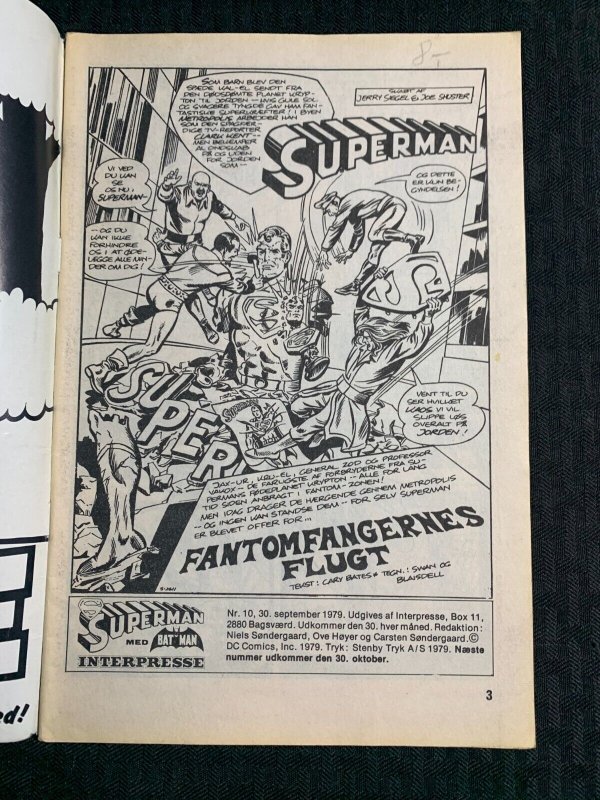 8-
SOM BARN BLEV DEN
SPÆDE KAL-EL SENDT FRA
DEN DØDSDØMTE PLANET KRYP-
TON TIL JORDEN -- HVIS GULE SOL
OG SVAGERE TYNGDE GAV HAM FAN-
TASTISKE SUPERKRÆFTER! I BYEN
METROPOLIS ARBEJDER HAN
SOM DEN SAGFÆR-
DIGE TV-REPORTER
CLARK KENT --
MEN BEKÆMPER
AL ONDSKAB
PÅ OG UDEN
FOR JORDEN
SOM --
SKABT AF
JERRY SIEGEL & JOE SHUSTER
SUPERMAN
VI VED
DU KAN
SE
OS NU,
SUPERMAN--
OG DETTE
ER KUN BE-
GYNDELSEN!
-- OG DU
KAN IKKE
FORHINDRE
OS I AT ØDE-
LÆGGE ALLE MIN-
DER OM DIG!
SUPER
VENT TIL DU
SER HVILKET
KAOS VI VIL
SLIPPE LØS
OVERALT PÅ
JORDEN!
JAX-UR, KRU-EL, GENERAL ZOD OG PROFESSOR
VAKOX -- DE FARLIGSTE AF FORBRYDERNE FRA SU-
PERMANS FØDEPLANET KRYPTON -- ALLE FOR LANG
TID SIDEN ANBRAGT I FANTOM-ZONEN!
MEN IDAG DRAGER DE HÆRGENDE GENNEM METROPOLIS
-- OG INGEN KAN STANDSE DEM -- FOR SELV SUPERMAN
ER BLEVET OFFER FOR...
FANTOMFANGERNES
FLUGT
TEKST: CARY BATES * TEGN.: SWAN OG
BLAISDELL
SUPERMAN
MED BATMAN
INTERPRESSE
Nr. 10, 30. september 1979. Udgives af Interpresse, Box 11,
2880 Bagsværd. Udkommer den 30. hver måned. Redaktion:
Niels Søndergaard, Ove Høyer og Carsten Søndergaard. ©
DC Comics, Inc. 1979. Tryk: Stenby Tryk A/S 1979. Næste
nummer udkommer den 30. oktober.
3
ed!